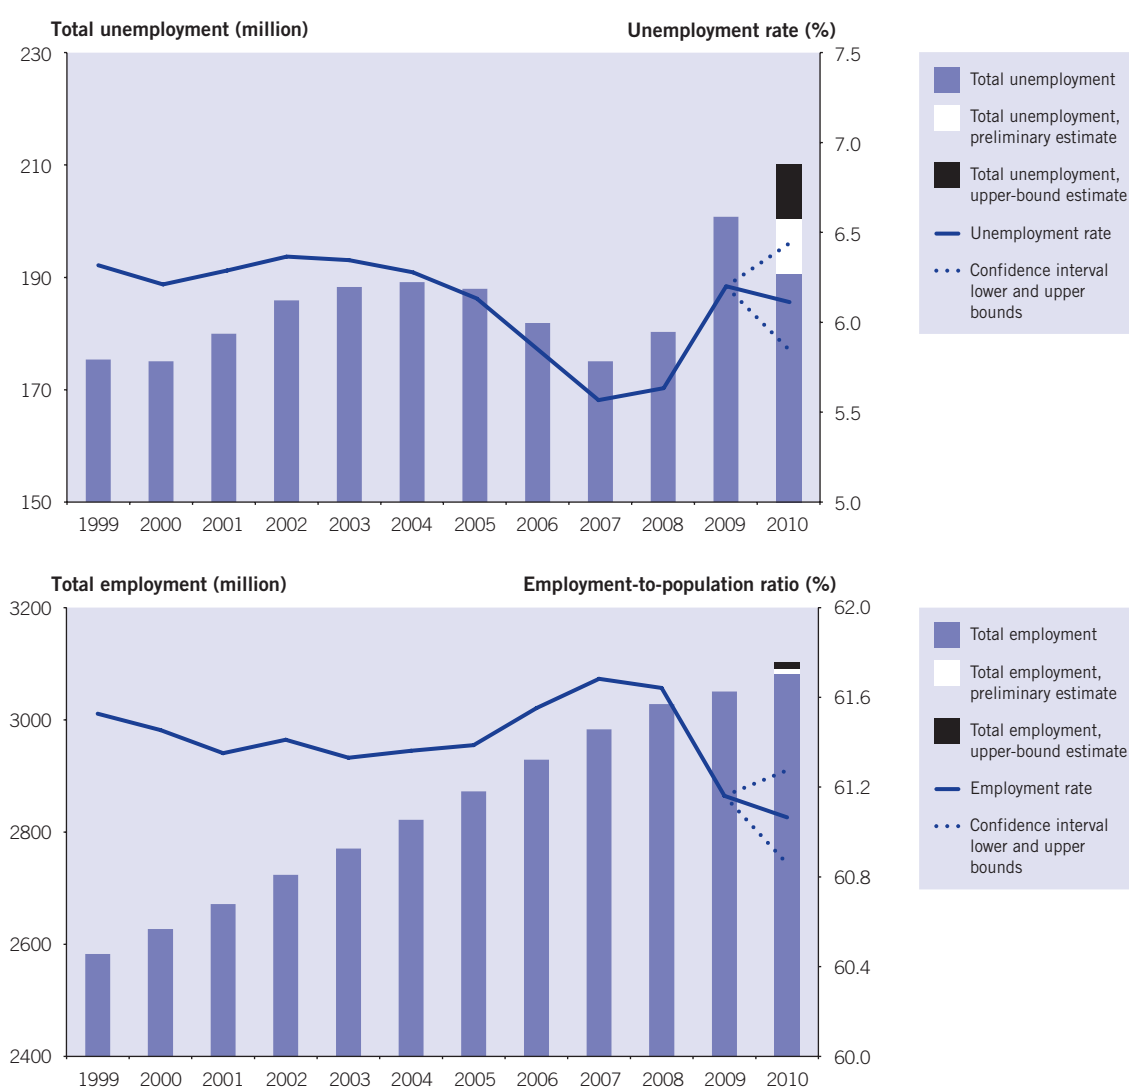 Total unemployment (million)
Unemployment rate (%)
230
210
190
170
150
7.5
7.0
6.5
6.0
5.5
5.0
1999 2000 2001 2002 2003 2004 2005 2006 2007 2008 2009 2010
Total unemployment
Total unemployment,
preliminary estimate
Total unemployment,
upper-bound estimate
Unemployment rate
Confidence interval
lower and upper
bounds
Total employment (million)
Employment-to-population ratio (%)
3200
3000
2800
2600
2400
62.0
61.6
61.2
60.8
60.4
60.0
1999 2000 2001 2002 2003 2004 2005 2006 2007 2008 2009 2010
Total employment
Total employment,
preliminary estimate
Total employment,
upper-bound estimate
Employment rate
Confidence interval
lower and upper
bounds